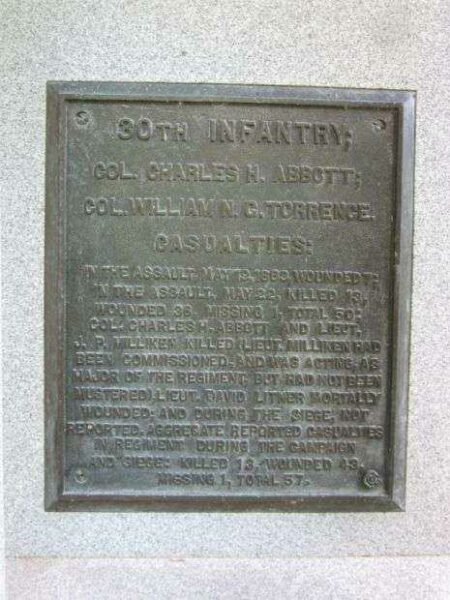 30TH INFANTRY;
COL. CHARLES H. ABBOTT;
COL. WILLIAM N. G. TORRENCE.
CASUALTIES:
IN THE ASSAULT, MAY 19, 1863, WOUNDED 7;
IN THE ASSAULT, MAY 22, KILLED 13,
WOUNDED 36, MISSING 1, TOTAL 50;
COL. CHARLES H. ABBOTT AND LIEUT.
J. P. MILLIKEN KILLED (LIEUT. MILLIKEN HAD
BEEN COMMISSIONED, AND WAS ACTING, AS
MAJOR OF THE REGIMENT, BUT HAD NOT BEEN
MUSTERED) LIEUT. DAVID LITNER MORTALLY
WOUNDED; AND DURING THE SIEGE, NOT
REPORTED. AGGREGATE REPORTED CASUALTIES
IN REGIMENT DURING THE CAMPAIGN
AND SIEGE: KILLED 13, WOUNDED 43,
MISSING 1, TOTAL 57.